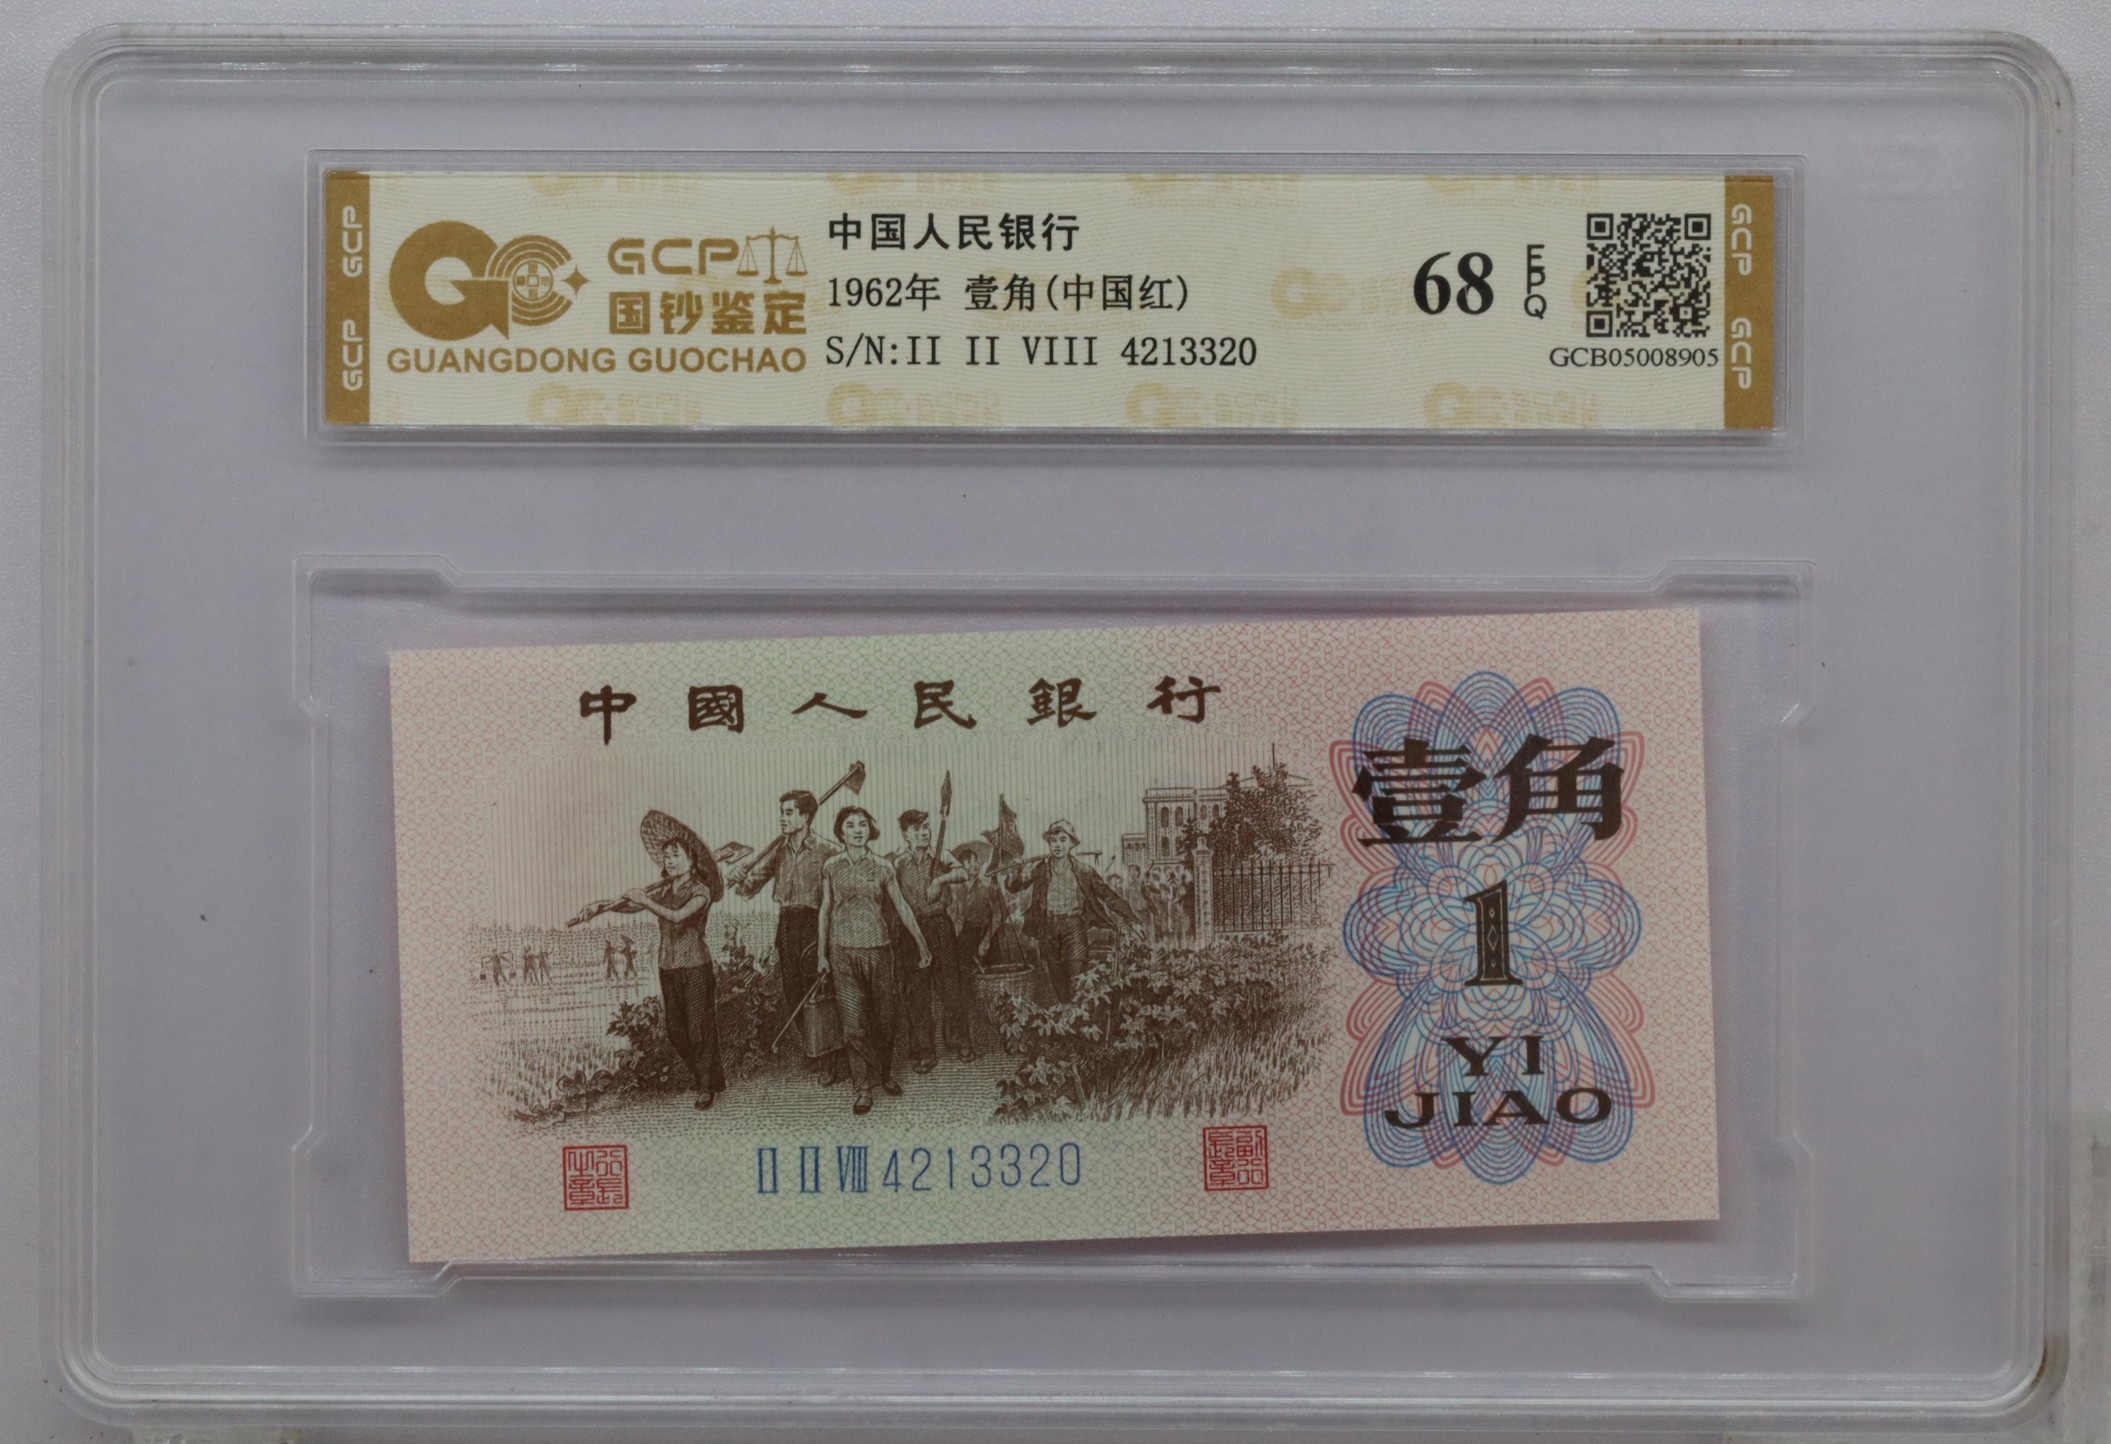 GCP GCP
GCP
国钞鉴定
GUANGDONG GUOCHAO
中国人民银行
1962年 壹角(中国红)
S/N:II II VIII 4213320
68 EPQ
GCB05008905
GCP GCP
中國人民銀行
壹角
1
YI
JIAO
II II VIII 4213320